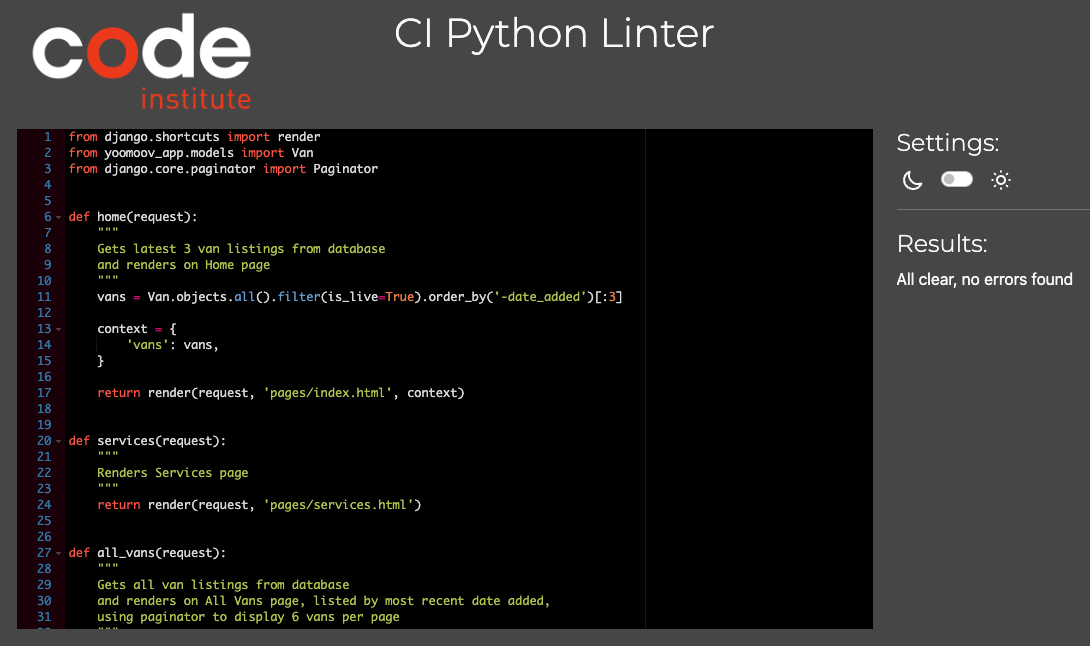 code
institute
CI Python Linter
1 from django.shortcuts import render
2 from yoomoov_app.models import Van
3 from django.core.paginator import Paginator
4
5
6 def home(request):
7     """
8     Gets latest 3 van listings from database
9     and renders on Home page
10     """
11     vans = Van.objects.all().filter(is_live=True).order_by('-date_added')[:3]
12
13     context = {
14         'vans': vans,
15     }
16
17     return render(request, 'pages/index.html', context)
18
19
20 def services(request):
21     """
22     Renders Services page
23     """
24     return render(request, 'pages/services.html')
25
26
27 def all_vans(request):
28     """
29     Gets all van listings from database
30     and renders on All Vans page, listed by most recent date added,
31     using paginator to display 6 vans per page
Settings:
Results:
All clear, no errors found